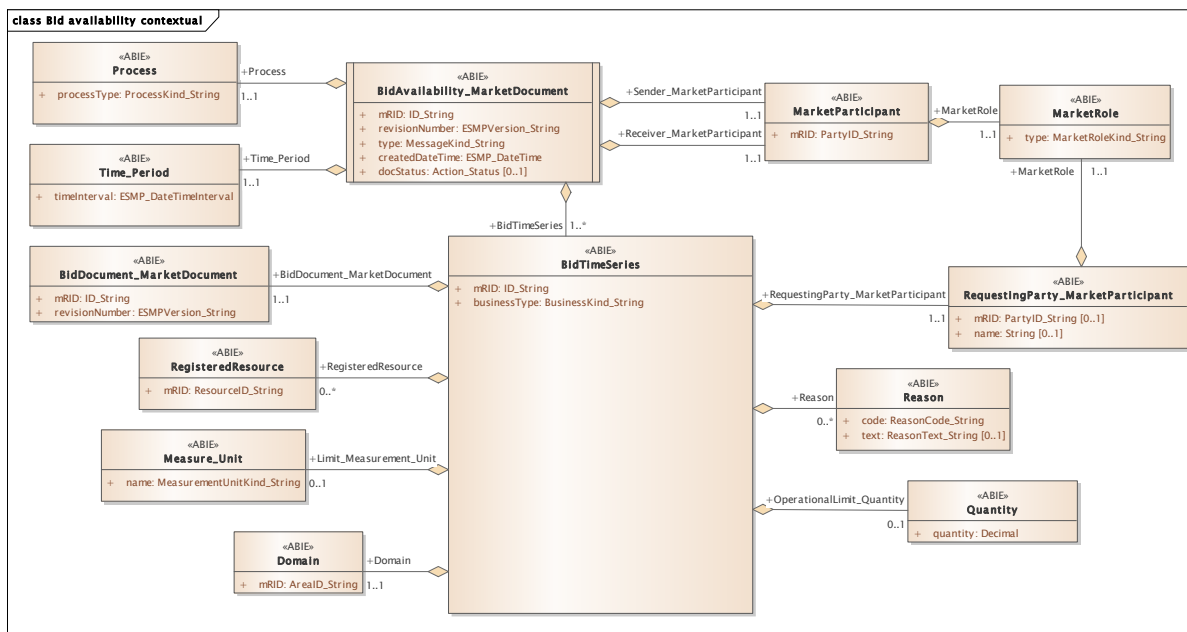 class Bid availability contextual
«ABIE»
Process
+ processType: ProcessKind_String
+Process
1..1
«ABIE»
BidAvailability_MarketDocument
+ mRID: ID_String
+ revisionNumber: ESMPVersion_String
+ type: MessageKind_String
+ createdDateTime: ESMP_DateTime
+ docStatus: Action_Status [0..1]
+Sender_MarketParticipant
1..1
+Receiver_MarketParticipant
1..1
«ABIE»
MarketParticipant
+ mRID: PartyID_String
+MarketRole
1..1
«ABIE»
MarketRole
+ type: MarketRoleKind_String
«ABIE»
Time_Period
+ timeInterval: ESMP_DateTimeInterval
+Time_Period
1..1
+MarketRole
1..1
+BidTimeSeries
1..*
«ABIE»
BidDocument_MarketDocument
+ mRID: ID_String
+ revisionNumber: ESMPVersion_String
+BidDocument_MarketDocument
1..1
«ABIE»
BidTimeSeries
+ mRID: ID_String
+ businessType: BusinessKind_String
+RequestingParty_MarketParticipant
1..1
«ABIE»
RequestingParty_MarketParticipant
+ mRID: PartyID_String [0..1]
+ name: String [0..1]
«ABIE»
RegisteredResource
+ mRID: ResourceID_String
+RegisteredResource
0..*
+Reason
0..*
«ABIE»
Reason
+ code: ReasonCode_String
+ text: ReasonText_String [0..1]
«ABIE»
Measure_Unit
+ name: MeasurementUnitKind_String
+Limit_Measurement_Unit
0..1
+OperationalLimit_Quantity
0..1
«ABIE»
Quantity
+ quantity: Decimal
«ABIE»
Domain
+ mRID: AreaID_String
+Domain
1..1